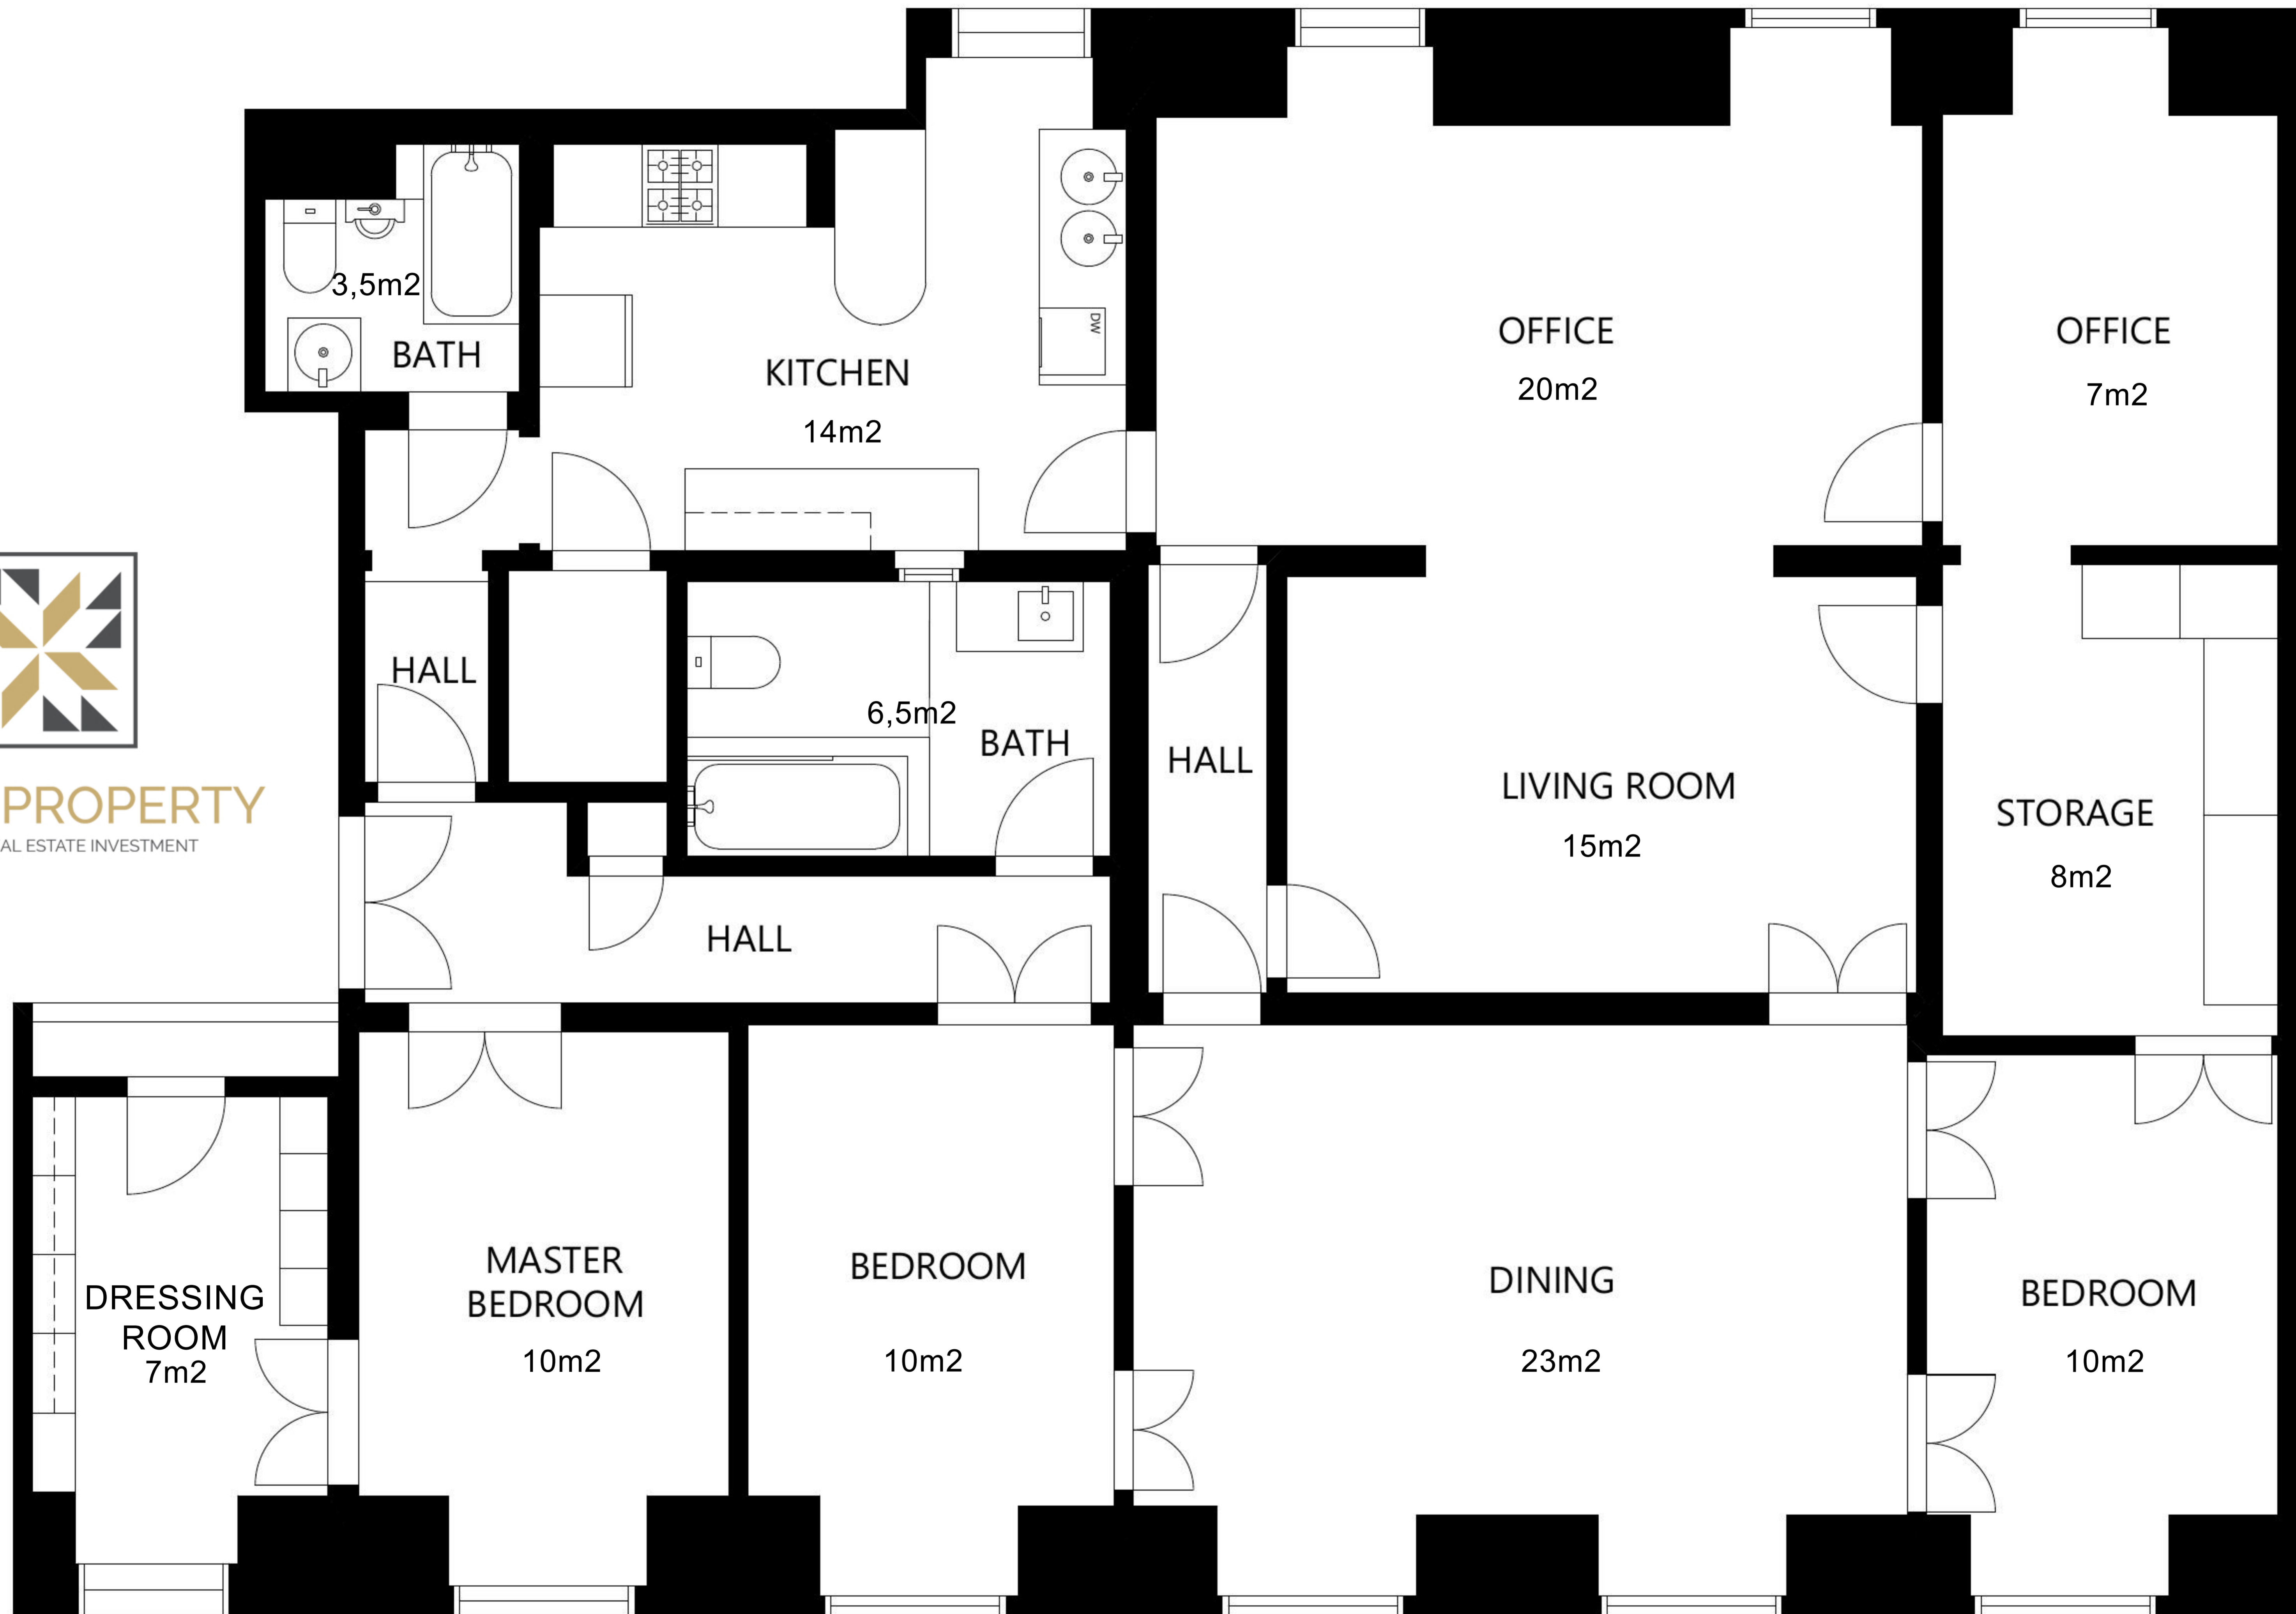 3,5m2
BATH
KITCHEN
14m2
DW
OFFICE
20m2
OFFICE
7m2
HALL
6,5m2
BATH
HALL
LIVING ROOM
15m2
STORAGE
8m2
PROPERTY
AL ESTATE INVESTMENT
HALL
DRESSING
ROOM
7m2
MASTER
BEDROOM
10m2
BEDROOM
10m2
DINING
23m2
BEDROOM
10m2